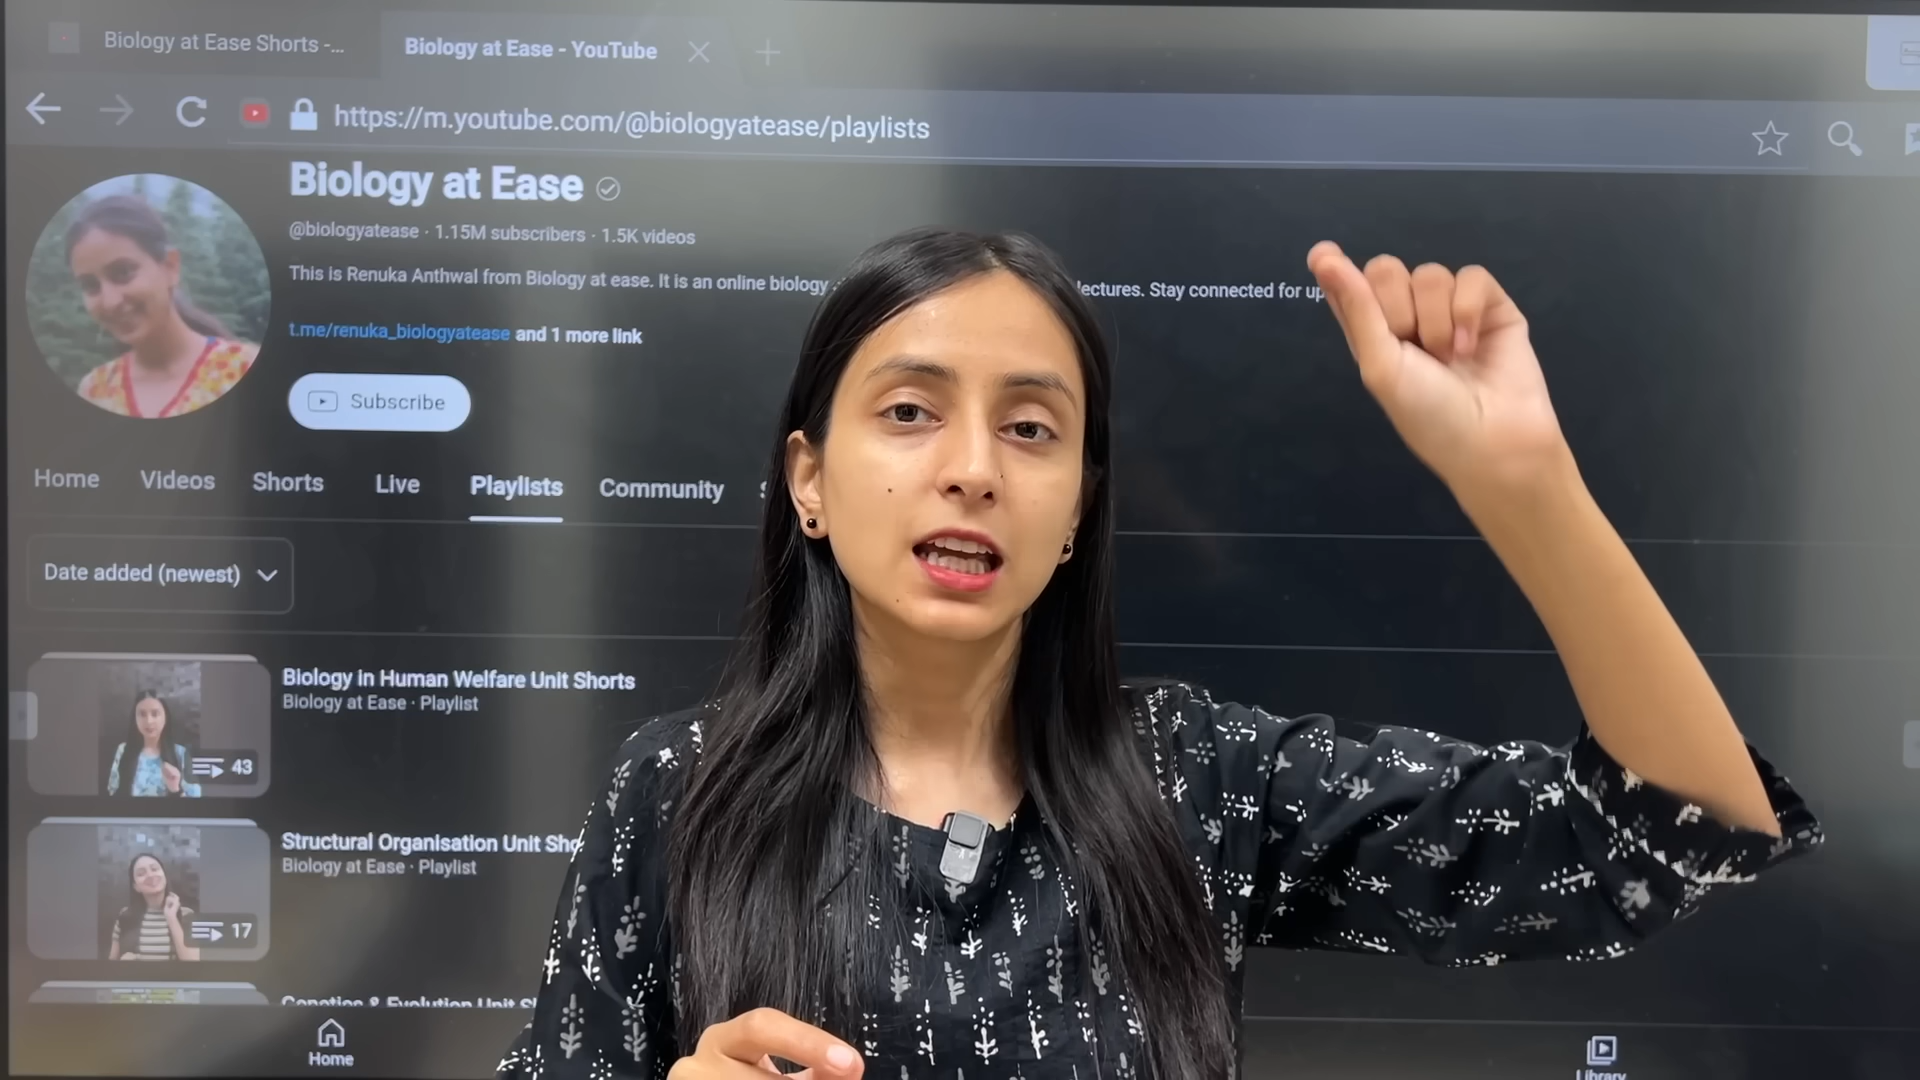 Biology at Ease Shorts -...
Biology at Ease - YouTube
https://m.youtube.com/@biologyatease/playlists
Biology at Ease
@biologyatease · 1.15M subscribers · 1.5K videos
This is Renuka Anthwal from Biology at ease. It is an online biology lectures. Stay connected for up
t.me/renuka_biologyatease and 1 more link
Subscribe
Home Videos Shorts Live Playlists Community
Date added (newest)
Biology in Human Welfare Unit Shorts
Biology at Ease · Playlist
43
Structural Organisation Unit Sho
Biology at Ease · Playlist
17
Genetics & Evolution Unit S
Home
Library